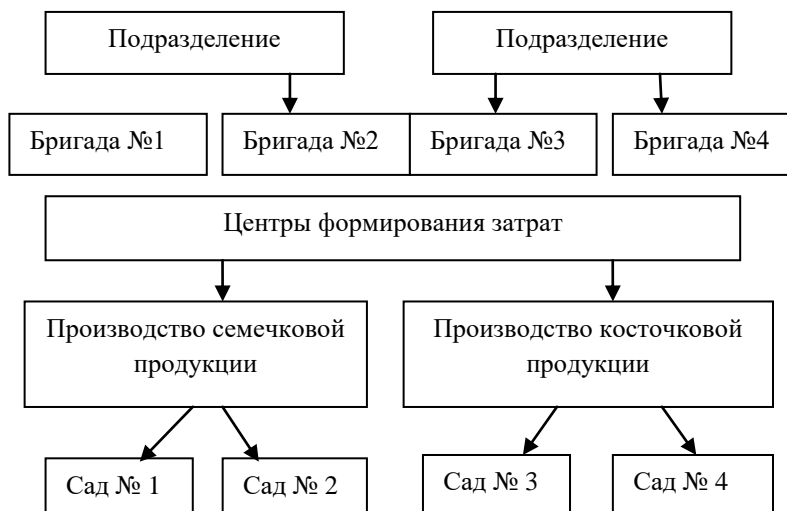 Подразделение Подразделение
Бригада №1 Бригада №2 Бригада №3 Бригада №4
Центры формирования затрат
Производство семечковой
продукции
Производство косточковой
продукции
Сад № 1 Сад № 2 Сад № 3 Сад № 4